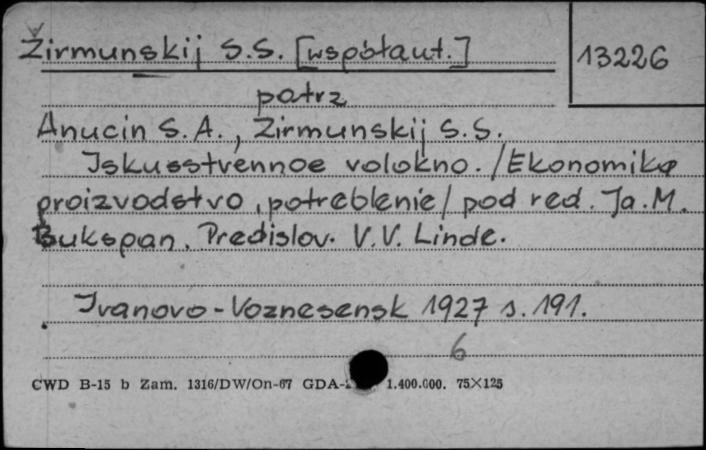 Žirmunskij S.S. [współaut.]
13226
patrz
Anucin S.A., Žirmunskij S.S.
Iskusstvennoe volokno. /Ekonomika
proizvodstvo, potreblenie/ pod red. Ja.M.
Bukspan. Predislov. V.V. Linde.
Ivanovo-Voznesensk 1927 s. 191.
6
CWD B-15 b Zam. 1316/DW/On-67 GDA- 1.400.000. 75X125